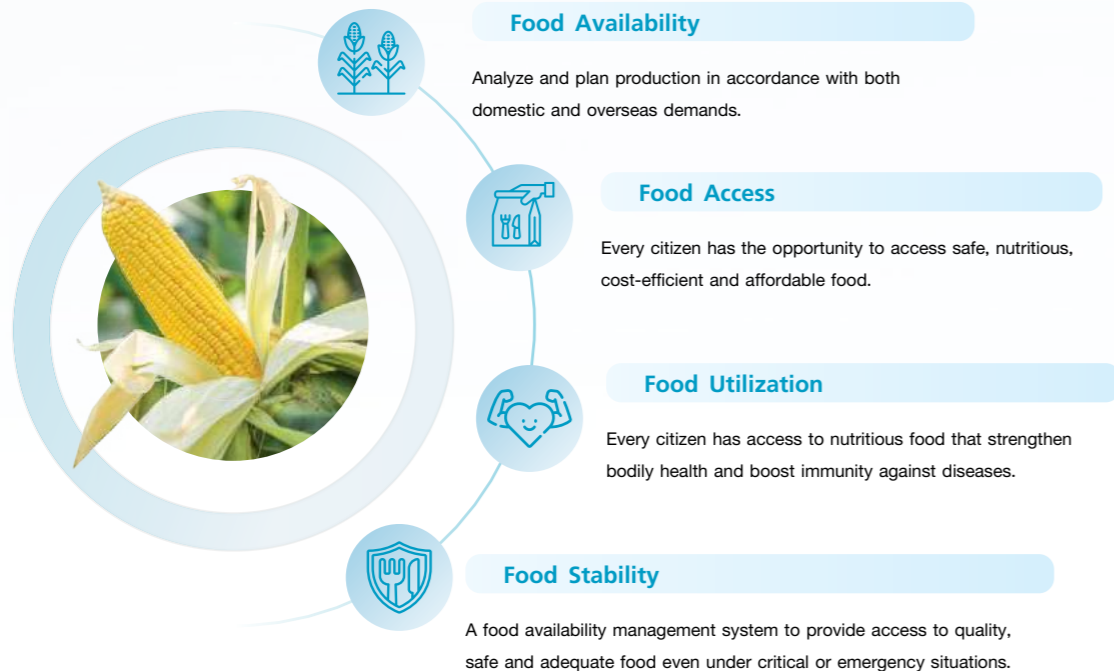 Food Availability
Analyze and plan production in accordance with both
domestic and overseas demands.
Food Access
Every citizen has the opportunity to access safe, nutritious,
cost-efficient and affordable food.
Food Utilization
Every citizen has access to nutritious food that strengthen
bodily health and boost immunity against diseases.
Food Stability
A food availability management system to provide access to quality,
safe and adequate food even under critical or emergency situations.